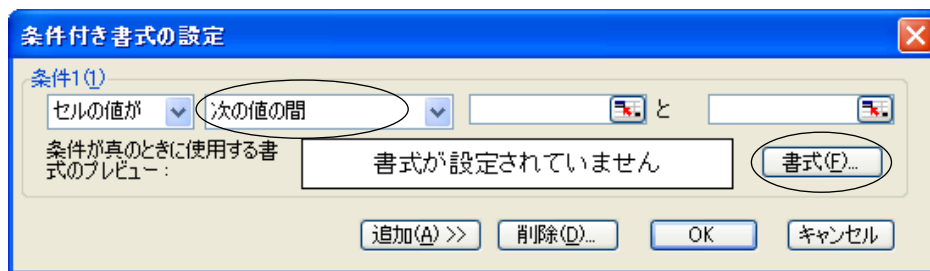 条件付き書式の設定
条件1(1)
セルの値が 次の値の間 と
条件が真のときに使用する書
式のプレビュー:
書式が設定されていません
書式(F)...
追加(A) >> 削除(D)... OK キャンセル